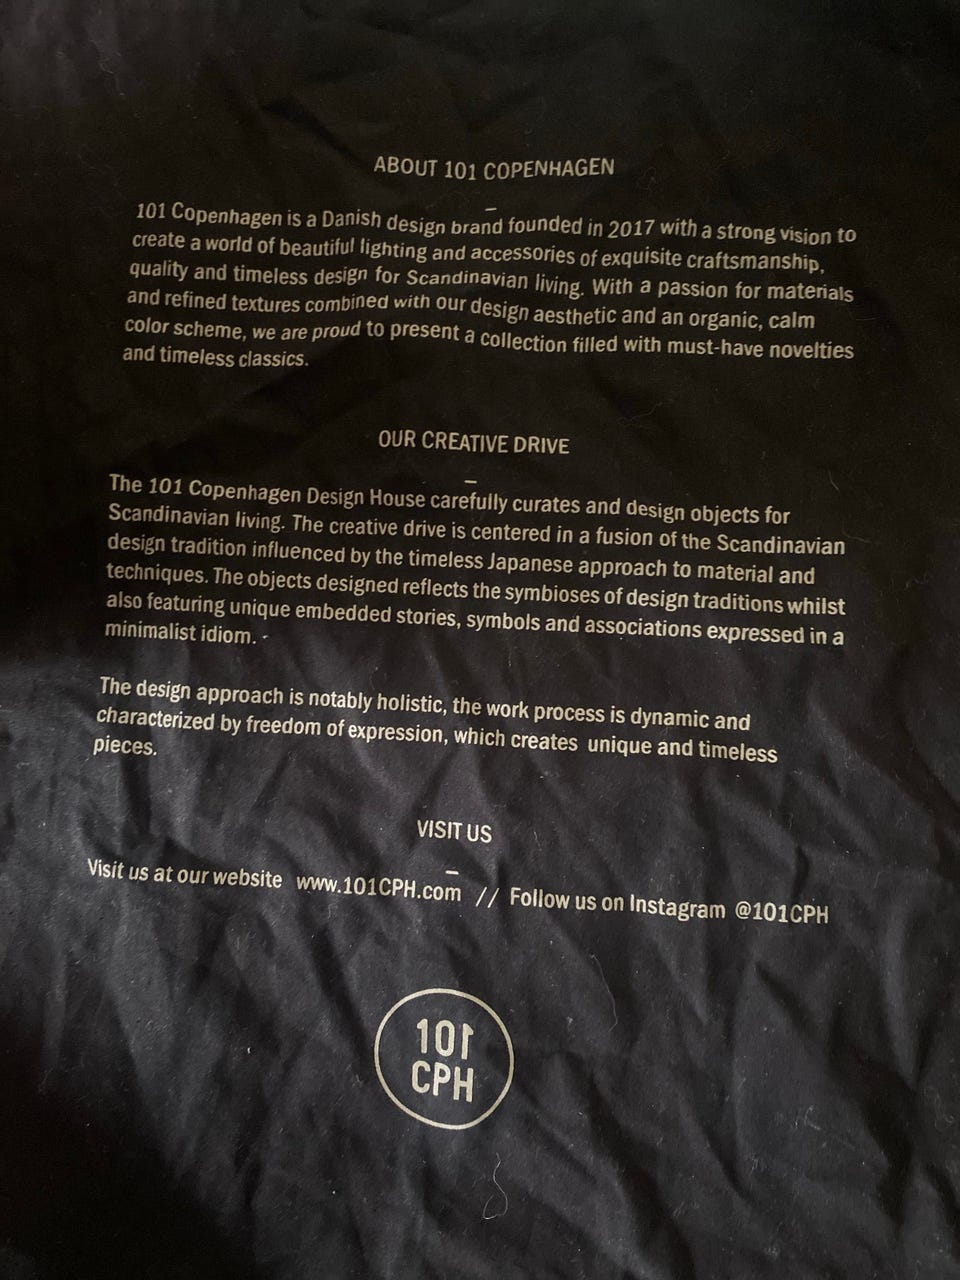 ABOUT 101 COPENHAGEN
–
101 Copenhagen is a Danish design brand founded in 2017 with a strong vision to
create a world of beautiful lighting and accessories of exquisite craftsmanship,
quality and timeless design for Scandinavian living. With a passion for materials
and refined textures combined with our design aesthetic and an organic, calm
color scheme, we are proud to present a collection filled with must-have novelties
and timeless classics.
OUR CREATIVE DRIVE
–
The 101 Copenhagen Design House carefully curates and design objects for
Scandinavian living. The creative drive is centered in a fusion of the Scandinavian
design tradition influenced by the timeless Japanese approach to material and
techniques. The objects designed reflects the symbioses of design traditions whilst
also featuring unique embedded stories, symbols and associations expressed in a
minimalist idiom. -
The design approach is notably holistic, the work process is dynamic and
characterized by freedom of expression, which creates unique and timeless
pieces.
VISIT US
–
Visit us at our website www.101CPH.com // Follow us on Instagram @101CPH
101
CPH